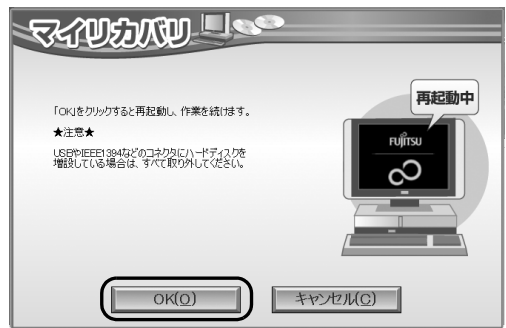 マイリカバリ
「OK」をクリックすると再起動し、作業を続けます。
★注意★
USBやIEEE1394などのコネクタにハードディスクを
増設している場合は、すべて取り外してください。
再起動中
FUJITSU
OK(O)
キャンセル(C)